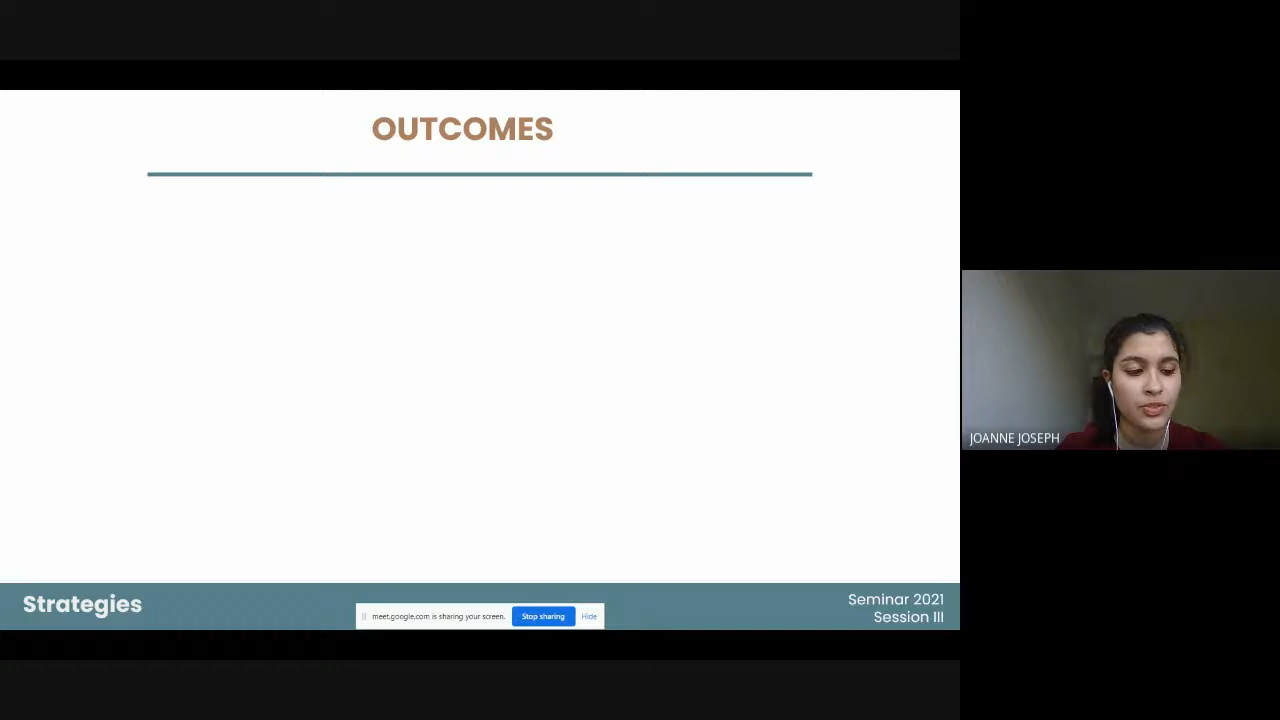 OUTCOMES
JOANNE JOSEPH
Strategies
meet.google.com is sharing your screen. Stop sharing Hide
Seminar 2021
Session III